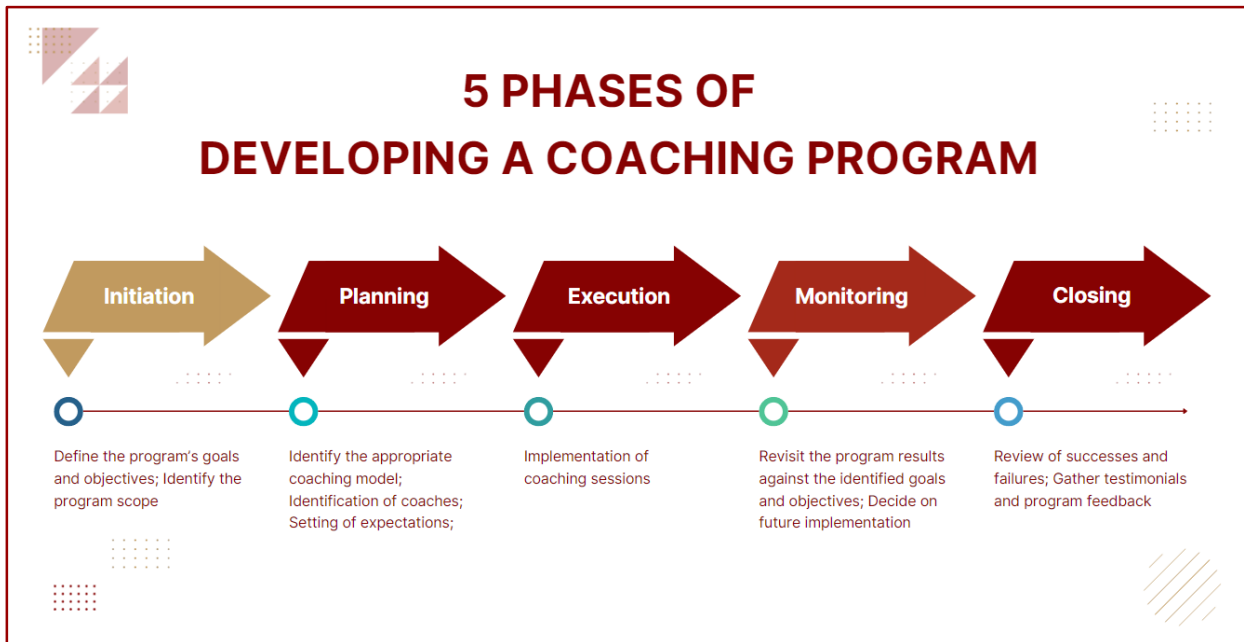 5 PHASES OF
DEVELOPING A COACHING PROGRAM
Initiation
Planning
Execution
Monitoring
Closing
Define the program's goals
and objectives; Identify the
program scope
Identify the appropriate
coaching model;
Identification of coaches;
Setting of expectations;
Implementation of
coaching sessions
Revisit the program results
against the identified goals
and objectives; Decide on
future implementation
Review of successes and
failures; Gather testimonials
and program feedback